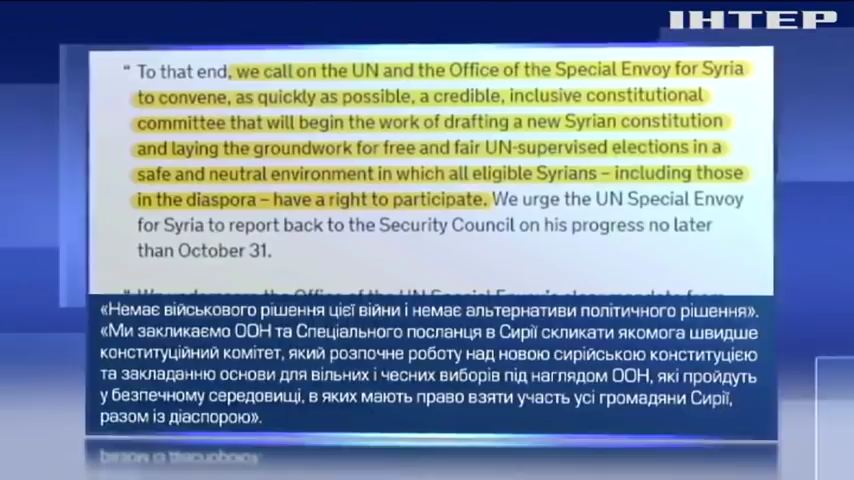 ІНТЕР
“ To that end, we call on the UN and the Office of the Special Envoy for Syria
to convene, as quickly as possible, a credible, inclusive constitutional
committee that will begin the work of drafting a new Syrian constitution
and laying the groundwork for free and fair UN-supervised elections in a
safe and neutral environment in which all eligible Syrians – including those
in the diaspora – have a right to participate. We urge the UN Special Envoy
for Syria to report back to the Security Council on his progress no later
than October 31.
«Немає військового рішення цієї війни і немає альтернативи політичного рішення».
«Ми закликаємо ООН та Спеціального посланця в Сирії скликати якомога швидше
конституційний комітет, який розпочне роботу над новою сирійською конституцією
та закладанню основи для вільних і чесних виборів під наглядом ООН, які пройдуть
у безпечному середовищі, в яких мають право взяти участь усі громадяни Сирії,
разом із діаспорою».